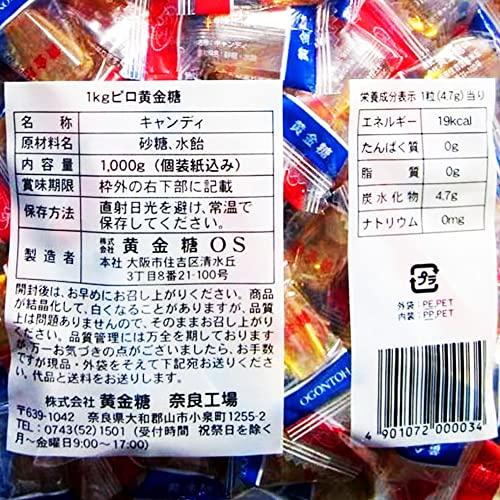 1kgピロ黄金糖
名称 キャンディ
原材料名 砂糖、水飴
内容量 1,000g（個装紙込み）
賞味期限 枠外の右下部に記載
保存方法 直射日光を避け、常温で
保存してください。
製造者 株式会社 黄金糖OS
本社 大阪市住吉区清水丘
3丁目8番21-100号
開封後は、お早めにお召し上がりください。商品
が結晶化して、白くなることがありますが、品質
上は問題ありませんので、そのままお召し上が
りください。品質管理には万全を期しております
が、万一お気づきの点がございましたら、お手数
ですが現品・外袋をそえて下記宛お送りくださ
い。代品と送料をお送りします。
株式会社 黄金糖 奈良工場
〒639-1042 奈良県大和郡山市小泉町1255-2
TEL 0743(52)1501（受付時間 祝祭日を除く
月～金曜日9:00～17:00）
栄養成分表示 1粒(4.7g)当り
エネルギー 19kcal
たんぱく質 0g
脂質 0g
炭水化物 4.7g
ナトリウム 0mg
プラ
外袋：PE,PET
内装：PP,PET
4 901072 000034
黄金糖
OGONTOH